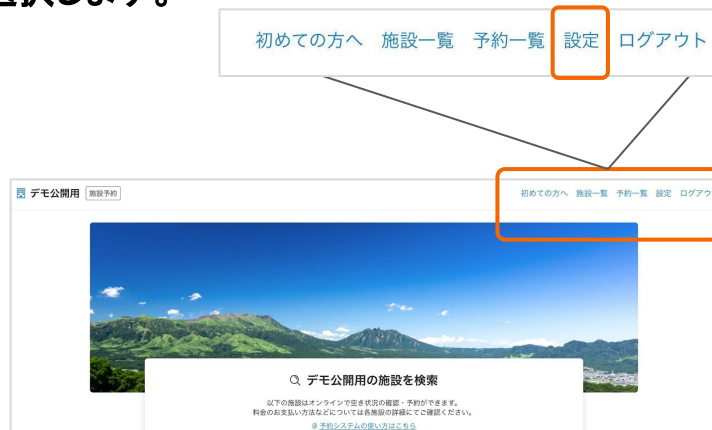 択します。
初めての方へ 施設一覧 予約一覧 設定 ログアウト
デモ公開用 施設予約
初めての方へ 施設一覧 予約一覧 設定 ログアウ
デモ公開用の施設を検索
以下の施設はオンラインで空き状況の確認・予約ができます。
料金のお支払い方法などについては各施設の詳細にてご確認ください。
予約システムの使い方はこちら